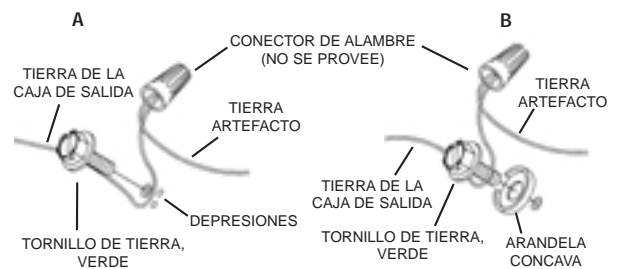 A
B
CONECTOR DE ALAMBRE
(NO SE PROVEE)
TIERRA DE LA
CAJA DE SALIDA
TIERRA
ARTEFACTO
DEPRESIONES
TORNILLO DE TIERRA,
VERDE
TIERRA
ARTEFACTO
TIERRA DE LA
CAJA DE SALIDA
TORNILLO DE TIERRA,
VERDE
ARANDELA
CONCAVA